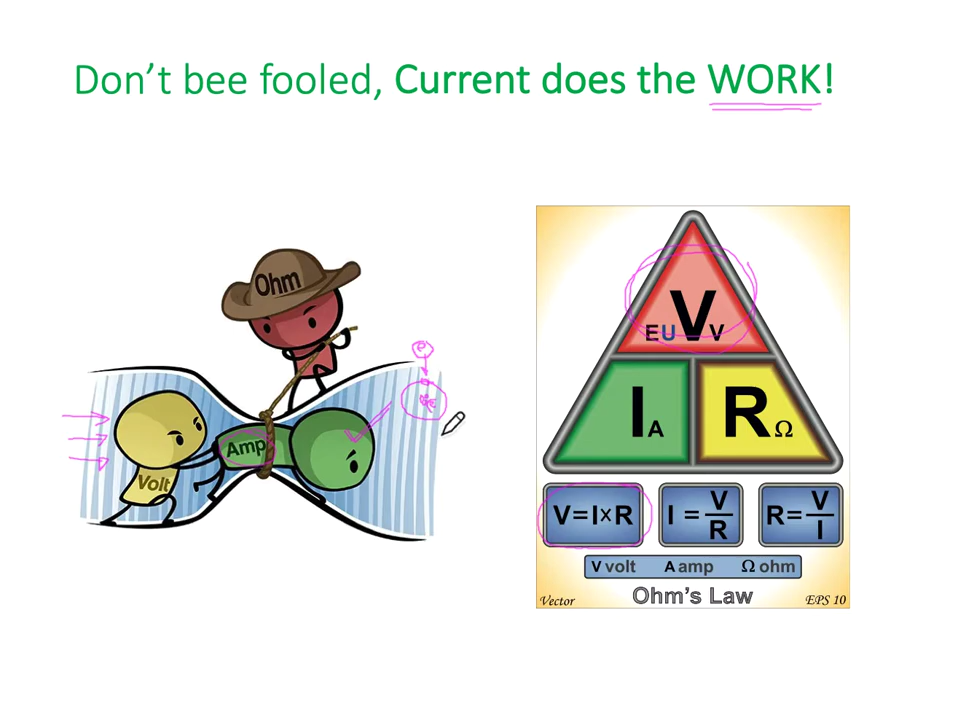 Don't bee fooled, Current does the WORK!
Ohm
Amp
Volt
EU V V
I A
R Ω
V=I×R
I = V/R
R= V/I
V volt A amp Ω ohm
Vector
Ohm's Law
EPS 10